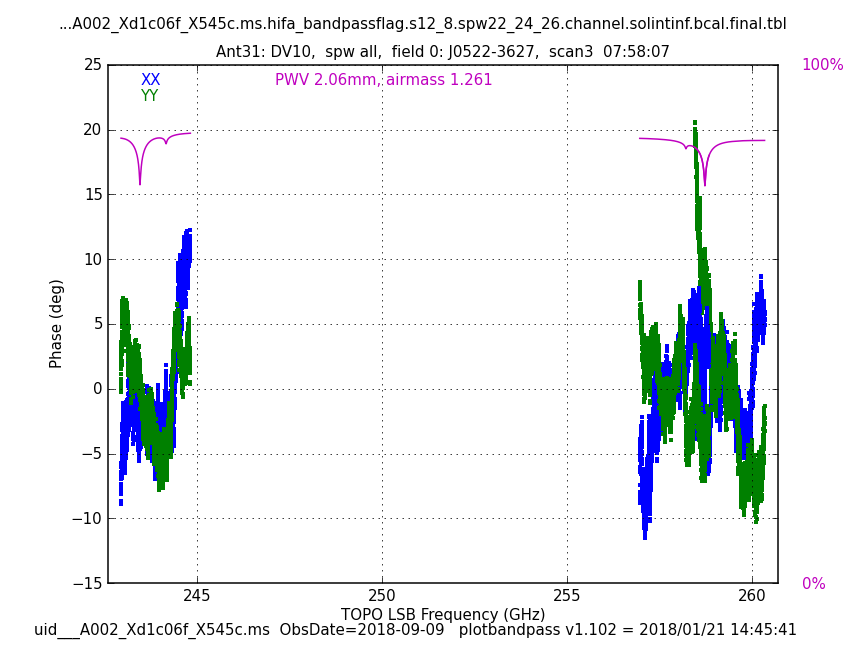 ...A002_Xd1c06f_X545c.ms.hifa_bandpassflag.s12_8.spw22_24_26.channel.solintinf.bcal.final.tbl
Ant31: DV10,  spw all,  field 0: J0522-3627,  scan3  07:58:07
25
100%
XX
PWV 2.06mm, airmass 1.261
YY
20
15
10
Phase (deg)
5
0
−5
−10
−15
0%
245
250
255
260
TOPO LSB Frequency (GHz)
uid___A002_Xd1c06f_X545c.ms  ObsDate=2018-09-09   plotbandpass v1.102 = 2018/01/21 14:45:41